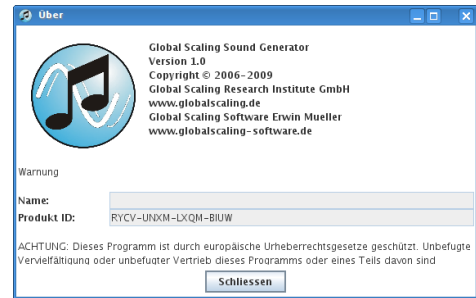 Über
Global Scaling Sound Generator
Version 1.0
Copyright © 2006-2009
Global Scaling Research Institute GmbH
www.globalscaling.de
Global Scaling Software Erwin Mueller
www.globalscaling-software.de
Warnung
Name:
Produkt ID: RYCV-UNXM-LXQM-BIUW
ACHTUNG: Dieses Programm ist durch europäische Urheberrechtsgesetze geschützt. Unbefugte
Vervielfältigung oder unbefugter Vertrieb dieses Programms oder eines Teils davon sind
Schliessen